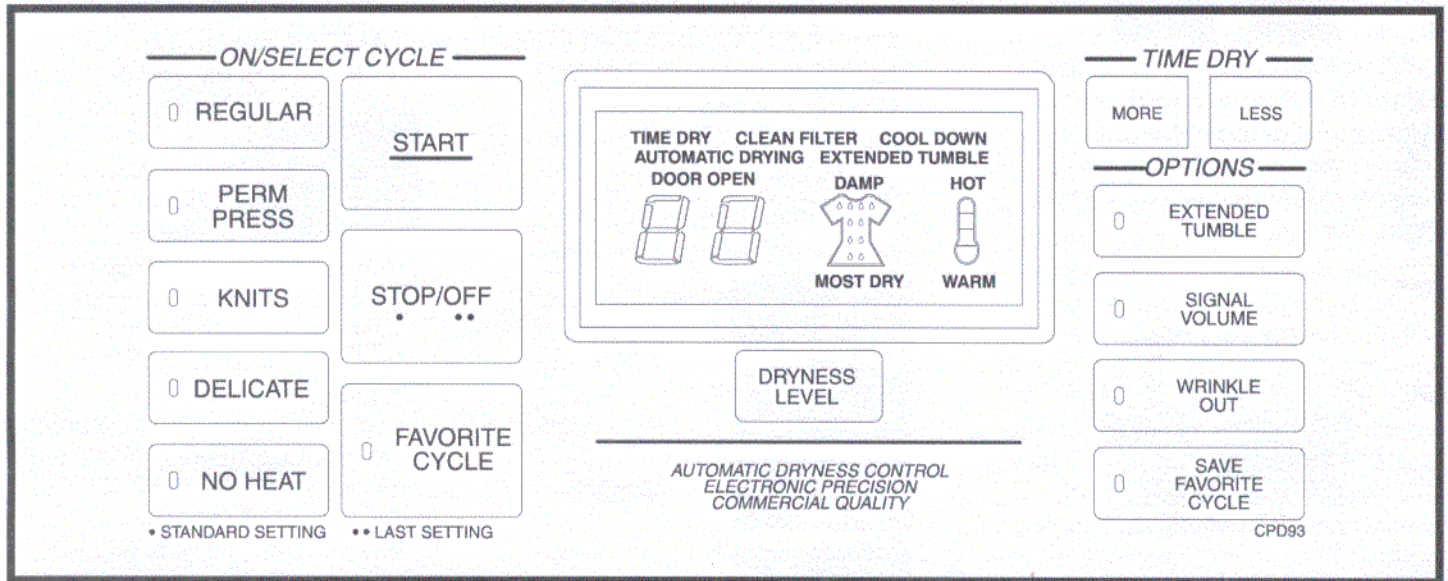 ON/SELECT CYCLE
REGULAR
PERM
PRESS
KNITS
DELICATE
NO HEAT
• STANDARD SETTING
START
STOP/OFF
• ••
FAVORITE
CYCLE
•• LAST SETTING
TIME DRY CLEAN FILTER COOL DOWN
AUTOMATIC DRYING EXTENDED TUMBLE
DOOR OPEN DAMP HOT
MOST DRY WARM
DRYNESS
LEVEL
AUTOMATIC DRYNESS CONTROL
ELECTRONIC PRECISION
COMMERCIAL QUALITY
TIME DRY
MORE LESS
OPTIONS
EXTENDED
TUMBLE
SIGNAL
VOLUME
WRINKLE
OUT
SAVE
FAVORITE
CYCLE
CPD93